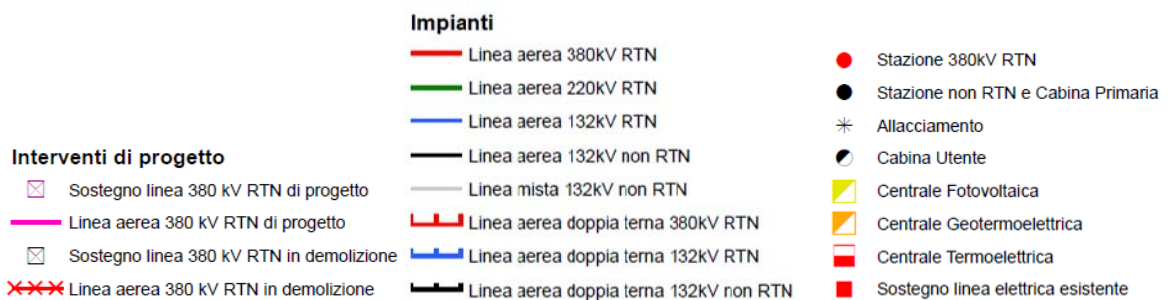 Interventi di progetto
Sostegno linea 380 kV RTN di progetto
Linea aerea 380 kV RTN di progetto
Sostegno linea 380 kV RTN in demolizione
Linea aerea 380 kV RTN in demolizione
Impianti
Linea aerea 380kV RTN
Linea aerea 220kV RTN
Linea aerea 132kV RTN
Linea aerea 132kV non RTN
Linea mista 132kV non RTN
Linea aerea doppia terna 380kV RTN
Linea aerea doppia terna 132kV RTN
Linea aerea doppia terna 132kV non RTN
Stazione 380kV RTN
Stazione non RTN e Cabina Primaria
Allacciamento
Cabina Utente
Centrale Fotovoltaica
Centrale Geotermoelettrica
Centrale Termoelettrica
Sostegno linea elettrica esistente